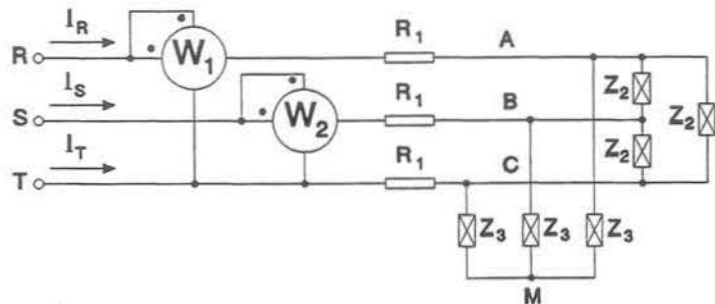 I_R
R W_1 R_1 A
Z_2
I_S
S W_2 R_1 B
Z_2
Z_2
I_T
T R_1 C
Z_3 Z_3 Z_3
M